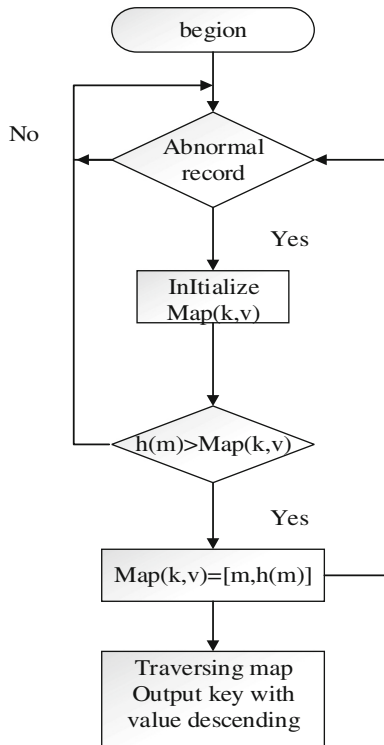 begion
No
Abnormal
record
Yes
InItialize
Map(k,v)
h(m)>Map(k,v)
Yes
Map(k,v)=[m,h(m)]
Traversing map
Output key with
value descending